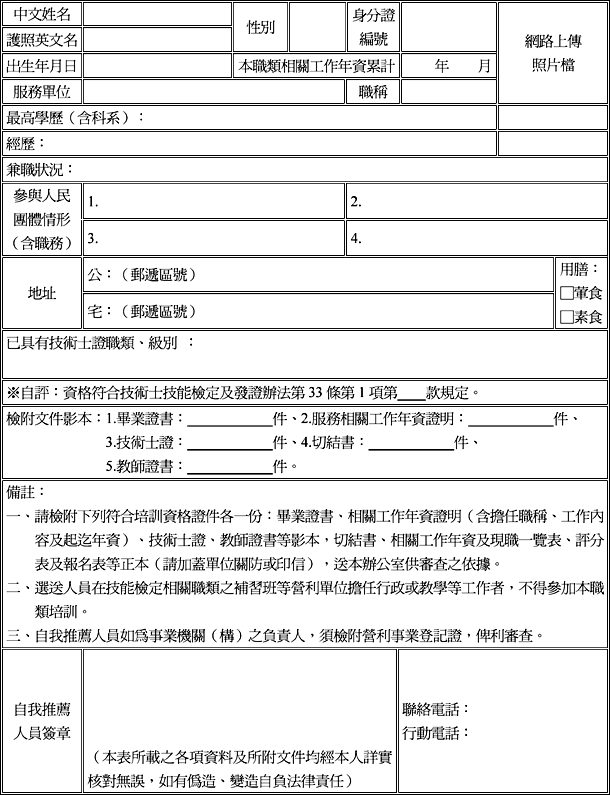 中文姓名
性別
身分證
編號
網路上傳
照片檔
護照英文名
出生年月日
本職類相關工作年資累計
年　月
服務單位
職稱
最高學歷（含科系）：
經歷：
兼職狀況：
參與人民
團體情形
（含職務）
1.
2.
3.
4.
地址
公：（郵遞區號）
宅：（郵遞區號）
用膳：
□葷食
□素食
已具有技術士證職類、級別 ：
※自評：資格符合技術士技能檢定及發證辦法第 33 條第 1 項第____款規定。
檢附文件影本：1.畢業證書：____________件、2.服務相關工作年資證明：____________件、
3.技術士證：____________件、4.切結書：____________件、
5.教師證書：____________件。
備註：
一、請檢附下列符合培訓資格證件各一份：畢業證書、相關工作年資證明（含擔任職稱、工作內
容及起迄年資）、技術士證、教師證書等影本，切結書、相關工作年資及現職一覽表、評分
表及報名表等正本（請加蓋單位關防或印信），送本辦公室供審查之依據。
二、選送人員在技能檢定相關職類之補習班等營利單位擔任行政或教學等工作者，不得參加本職
類培訓。
三、自我推薦人員如爲事業機關（構）之負責人，須檢附營利事業登記證，俾利審查。
自我推薦
人員簽章
（本表所載之各項資料及所附文件均經本人詳實
核對無誤，如有僞造、變造自負法律責任）
聯絡電話：
行動電話：